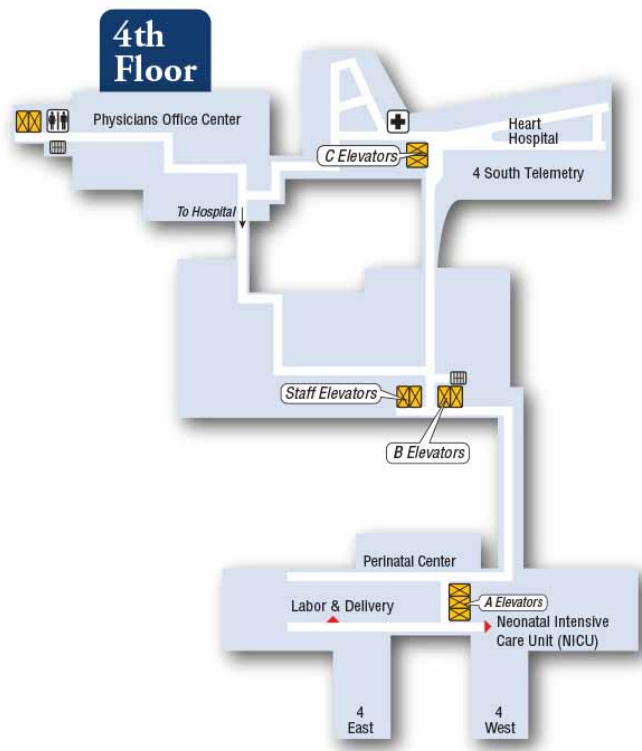 4th
Floor
Physicians Office Center
Heart
Hospital
C Elevators
4 South Telemetry
To Hospital
Staff Elevators
B Elevators
Perinatal Center
Labor & Delivery
A Elevators
Neonatal Intensive
Care Unit (NICU)
4
East
4
West